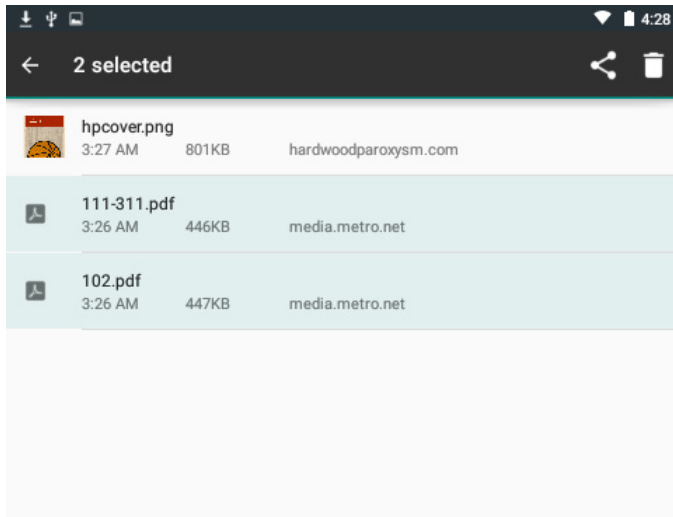 4:28
2 selected
hpcover.png
3:27 AM 801KB hardwoodparoxysm.com
111-311.pdf
3:26 AM 446KB media.metro.net
102.pdf
3:26 AM 447KB media.metro.net